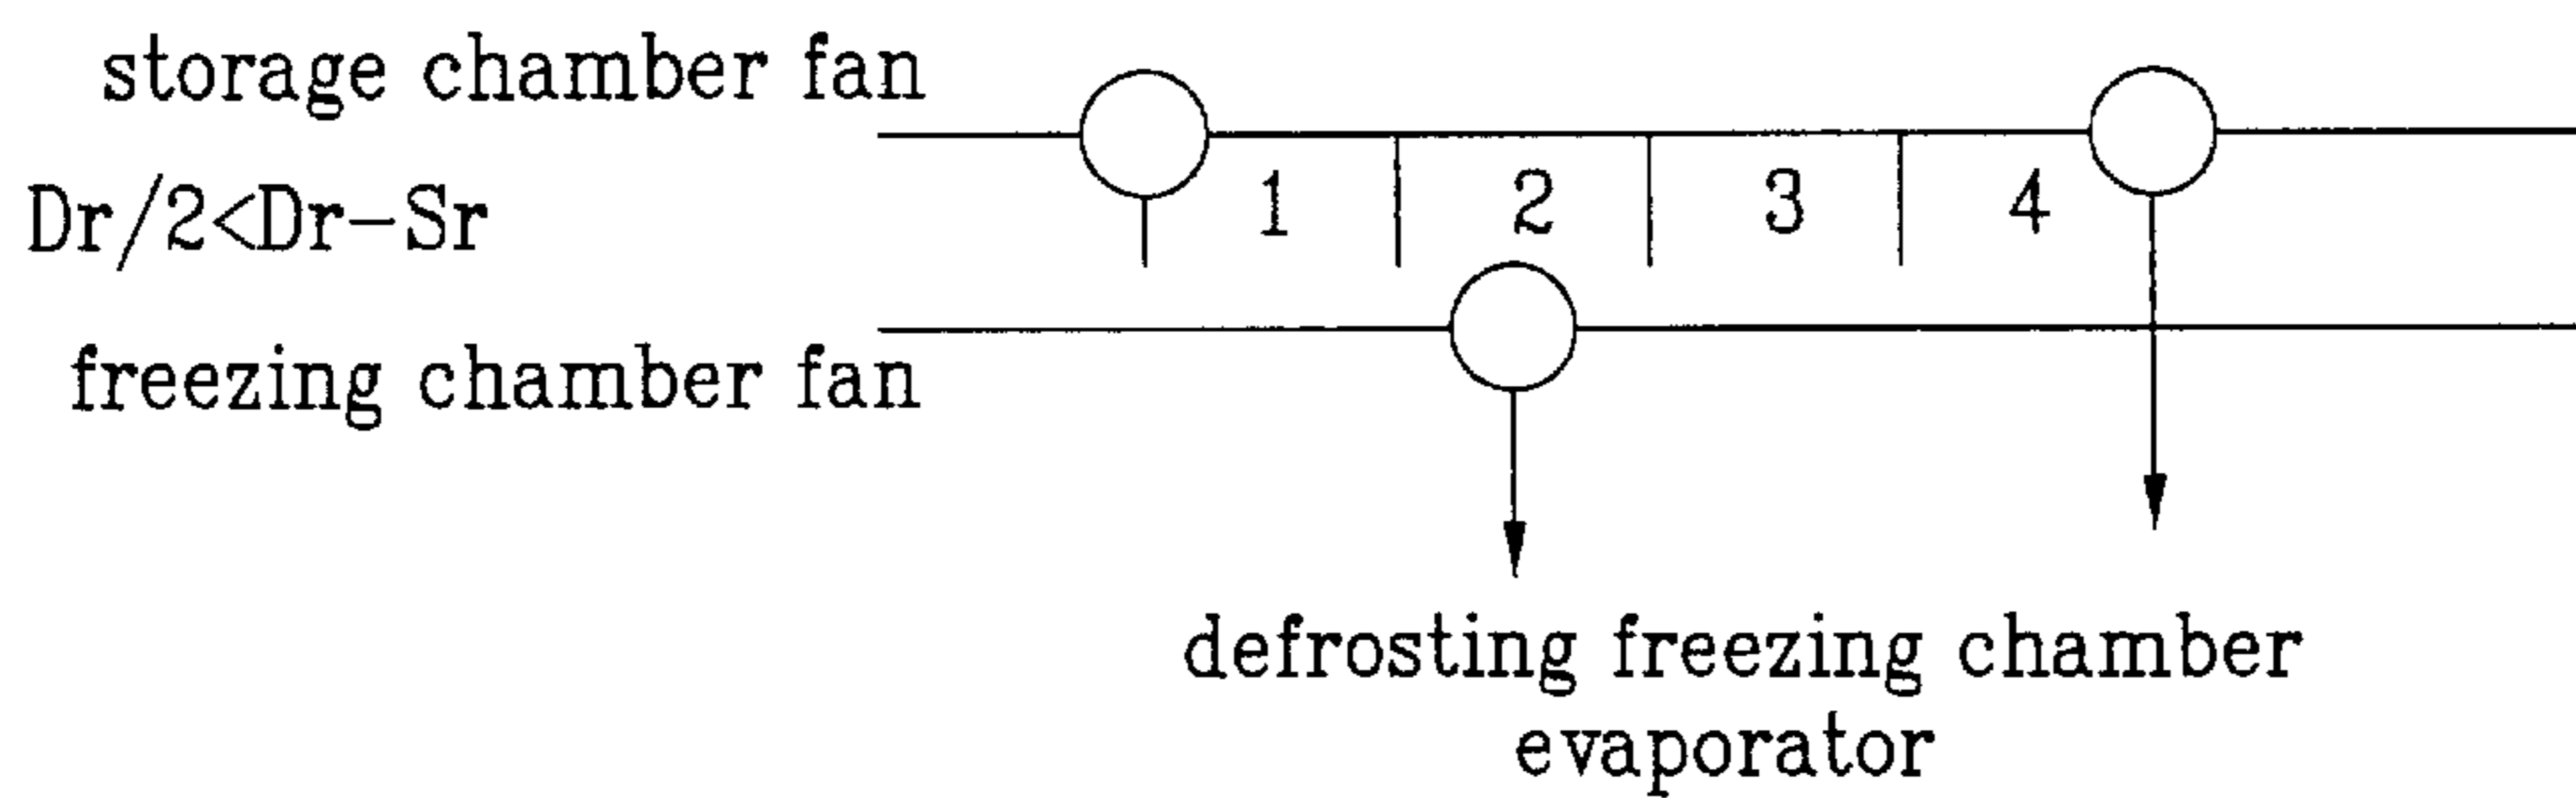 storage chamber fan
1 2 3 4
Dr/2<Dr-Sr
freezing chamber fan
defrosting freezing chamber
evaporator